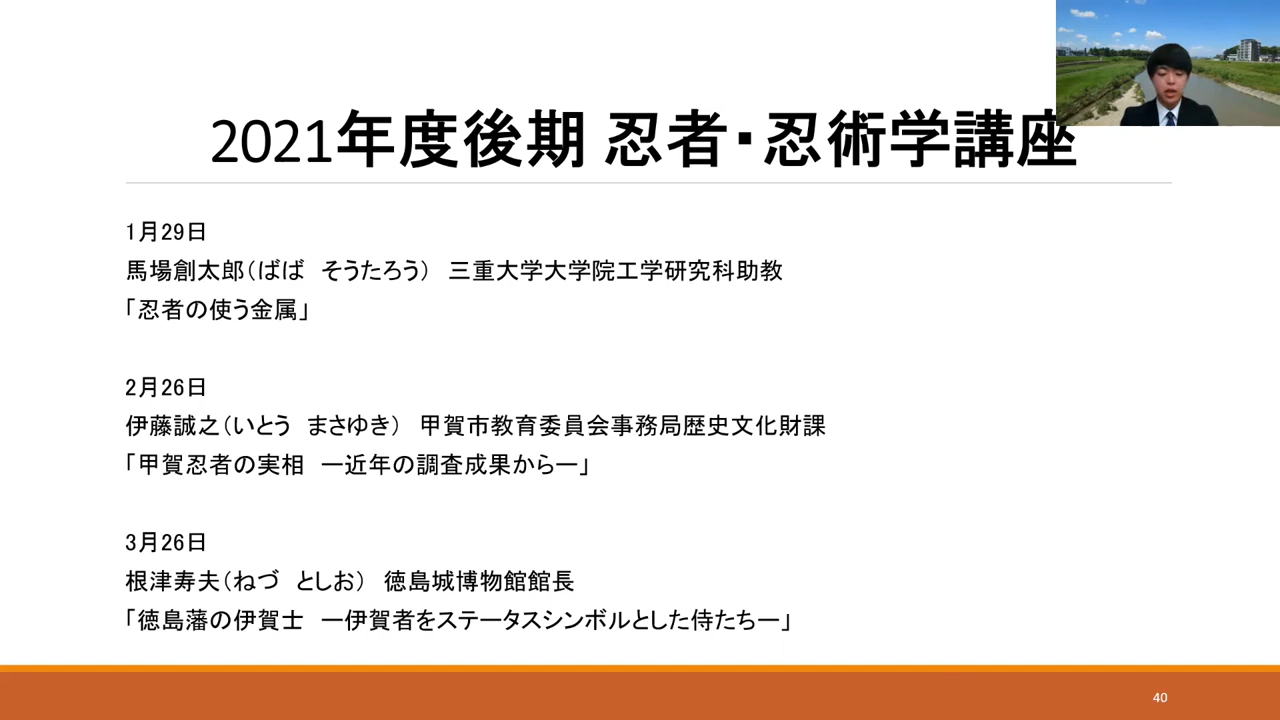 2021年度後期 忍者・忍術学講座
1月29日
馬場創太郎（ばば　そうたろう）　三重大学大学院工学研究科助教
「忍者の使う金属」
2月26日
伊藤誠之（いとう　まさゆき）　甲賀市教育委員会事務局歴史文化財課
「甲賀忍者の実相　―近年の調査成果から―」
3月26日
根津寿夫（ねづ　としお）　徳島城博物館館長
「徳島藩の伊賀士　―伊賀者をステータスシンボルとした侍たち―」
40